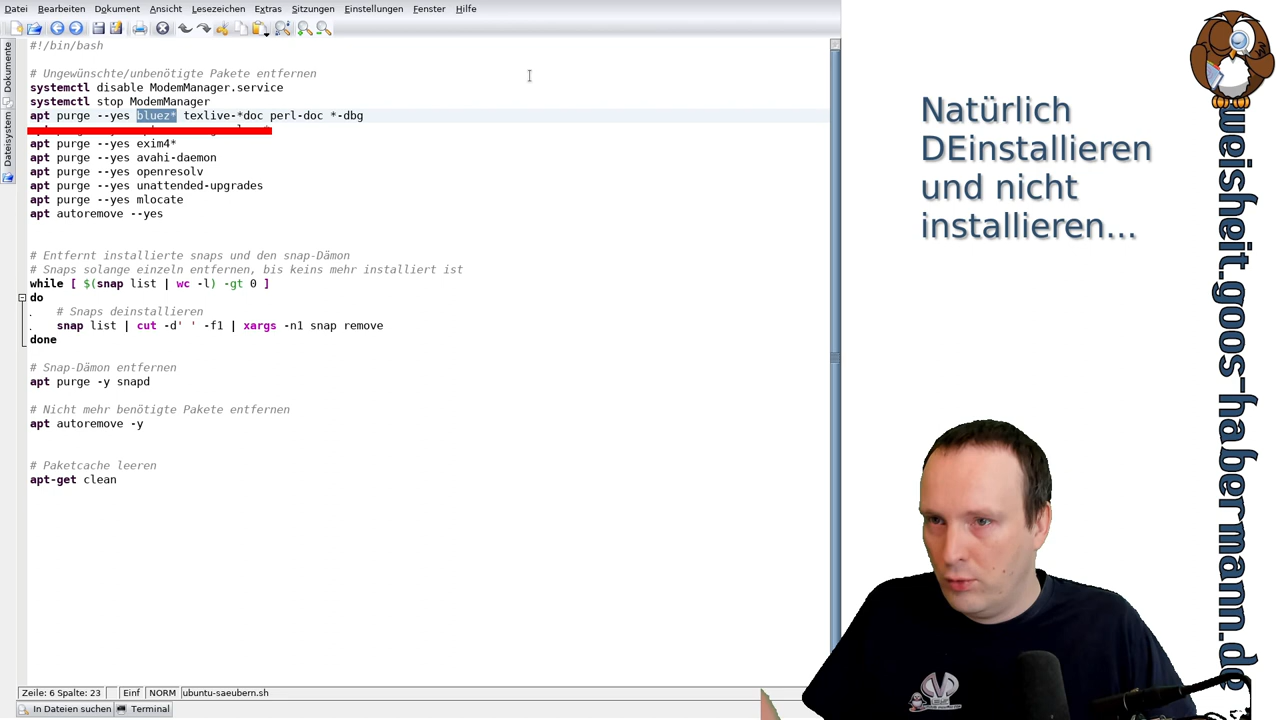 Datei Bearbeiten Dokument Ansicht Lesezeichen Extras Sitzungen Einstellungen Fenster Hilfe
Dokumente
Dateisystem
#!/bin/bash
# Ungewünschte/unbenötigte Pakete entfernen
systemctl disable ModemManager.service
systemctl stop ModemManager
apt purge --yes bluez* texlive-*doc perl-doc *-dbg
apt purge --yes exim4*
apt purge --yes avahi-daemon
apt purge --yes openresolv
apt purge --yes unattended-upgrades
apt purge --yes mlocate
apt autoremove --yes
# Entfernt installierte snaps und den snap-Dämon
# Snaps solange einzeln entfernen, bis keins mehr installiert ist
while [ $(snap list | wc -l) -gt 0 ]
do
# Snaps deinstallieren
snap list | cut -d' ' -f1 | xargs -n1 snap remove
done
# Snap-Dämon entfernen
apt purge -y snapd
# Nicht mehr benötigte Pakete entfernen
apt autoremove -y
# Paketcache leeren
apt-get clean
Zeile: 6 Spalte: 23 Einf NORM ubuntu-saeubern.sh
In Dateien suchen Terminal
Natürlich
DEinstallieren
und nicht
installieren...
weisheit.goos-habermann.de